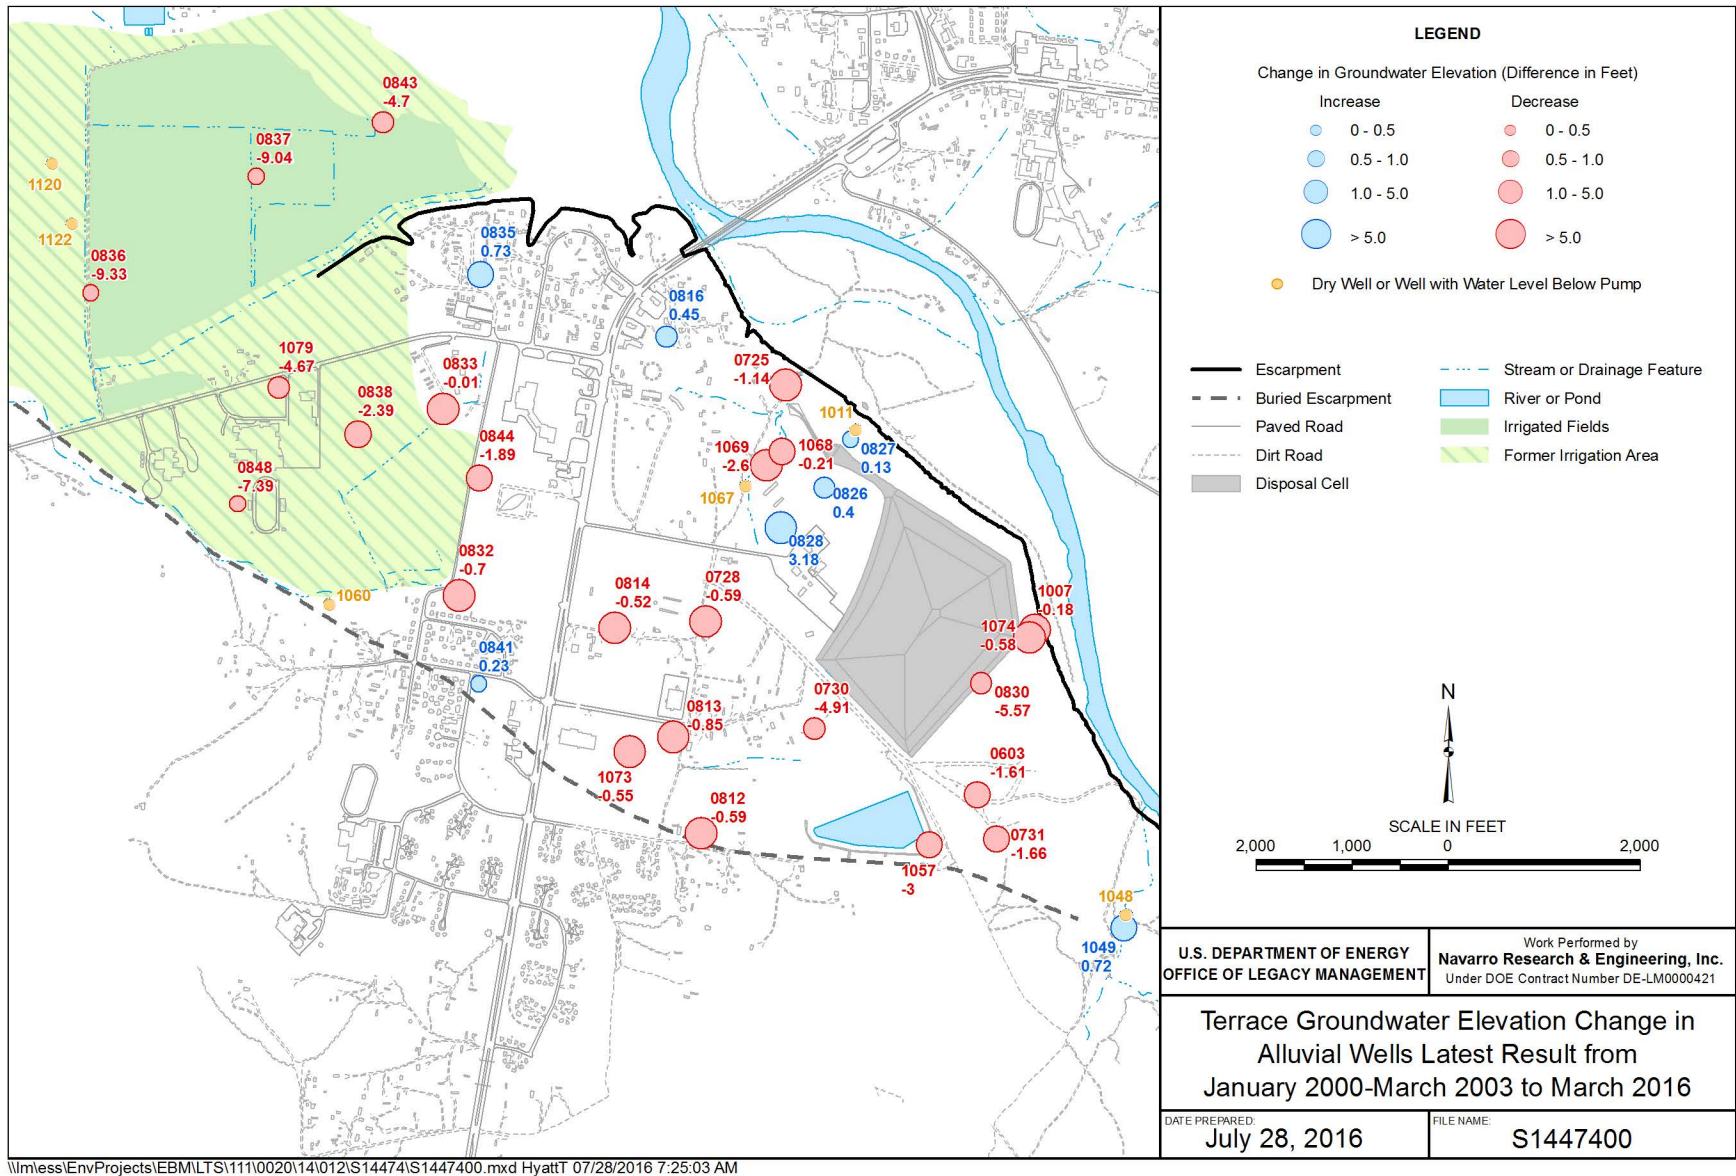 0843
-4.7
0837
-9.04
1120
1122
0836
-9.33
0835
0.73
0816
0.45
1079
-4.67
0833
-0.01
0838
-2.39
0725
-1.14
1011
0827
0.13
0844
-1.89
1069
-2.6
1068
-0.21
0848
-7.39
1067
0826
0.4
0828
3.18
0832
-0.7
0814
-0.52
0728
-0.59
1060
1007
-0.18
1074
-0.58
0841
0.23
0730
-4.91
0830
-5.57
0813
-0.85
1073
-0.55
0603
-1.61
0812
-0.59
0731
-1.66
1057
-3
1048
1049
0.72
LEGEND
Change in Groundwater Elevation (Difference in Feet)
Increase Decrease
0 - 0.5 0 - 0.5
0.5 - 1.0 0.5 - 1.0
1.0 - 5.0 1.0 - 5.0
> 5.0 > 5.0
Dry Well or Well with Water Level Below Pump
Escarpment Stream or Drainage Feature
Buried Escarpment River or Pond
Paved Road Irrigated Fields
Dirt Road Former Irrigation Area
Disposal Cell
N
SCALE IN FEET
2,000 1,000 0 2,000
U.S. DEPARTMENT OF ENERGY
OFFICE OF LEGACY MANAGEMENT
Work Performed by
Navarro Research & Engineering, Inc.
Under DOE Contract Number DE-LM0000421
Terrace Groundwater Elevation Change in
Alluvial Wells Latest Result from
January 2000-March 2003 to March 2016
DATE PREPARED:
July 28, 2016
FILE NAME:
S1447400
\\lm\ess\EnvProjects\EBM\LTS\111\0020\14\012\S14474\S1447400.mxd HyattT 07/28/2016 7:25:03 AM